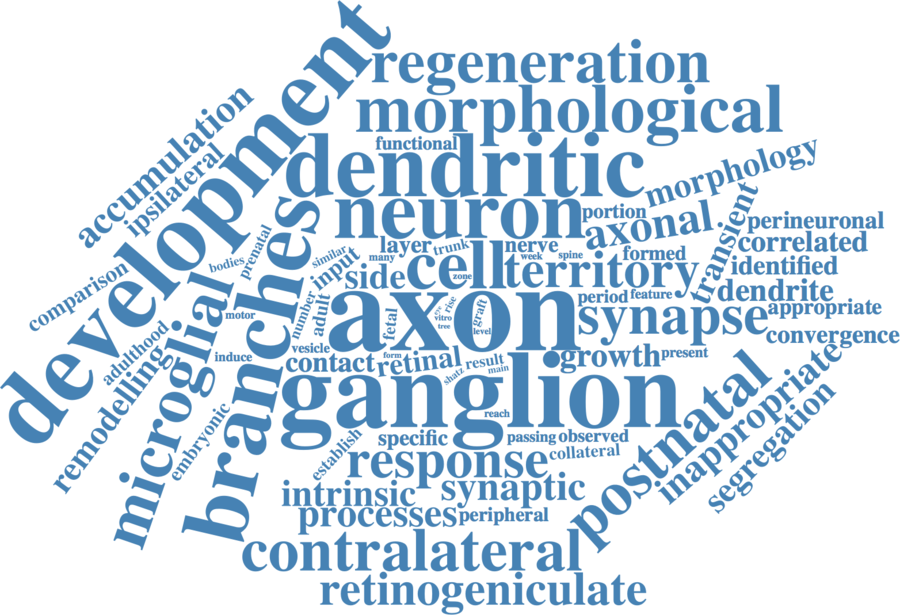 development
regeneration
morphological
accumulation
ipsilateral
functional
dendritic
morphology
neuron
portion
axonal
transient
perineuronal
correlated
identified
dendrite
appropriate
convergence
layer
trunk
nerve
many
week
spine
formed
bodies
prenatal
similar
input
side
cell
zone
territory
comparison
branches
microglial
motor
number
adult
fetal
axon
eye
vitro
tree
rise
graft
level
period
feature
synapse
adulthood
remodelling
induce
vesicle
contact
form
retinal
shatz
result
main
growth
present
ganglion
reach
embryonic
establish
specific
passing
observed
collateral
postnatal
inappropriate
segregation
response
intrinsic
synaptic
processes
peripheral
contralateral
retinogeniculate